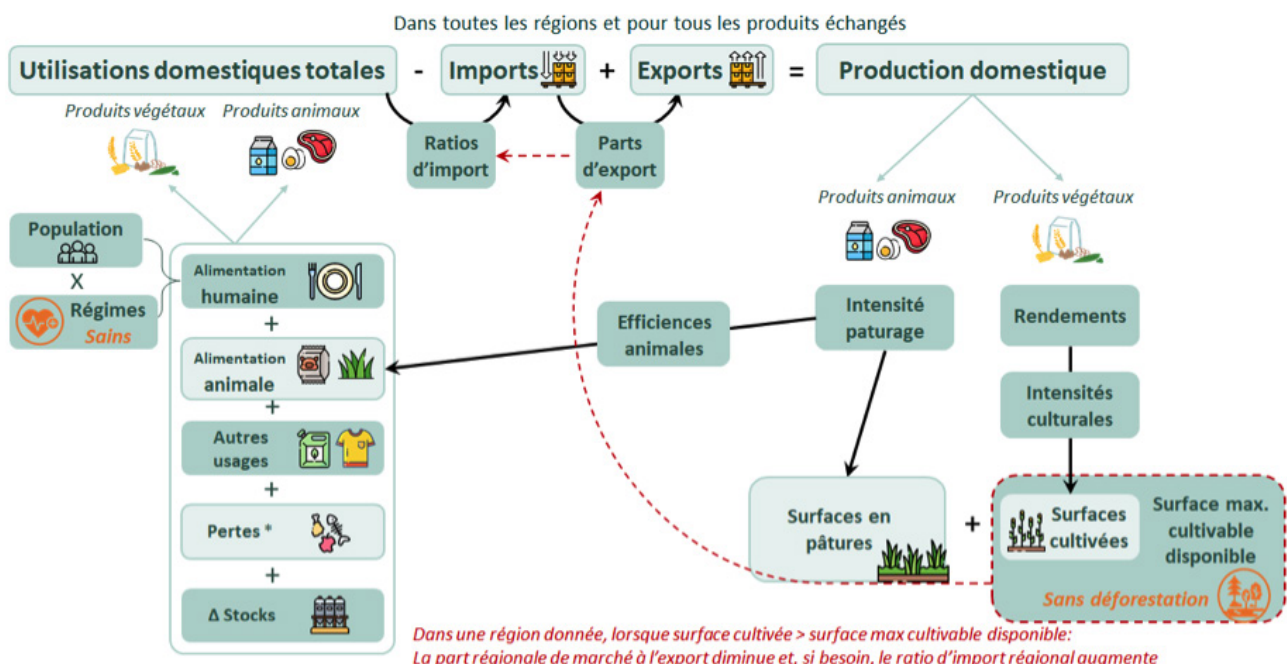 Dans toutes les régions et pour tous les produits échangés
Utilisations domestiques totales - Imports + Exports = Production domestique
Produits végétaux
Produits animaux
Ratios
d'import
Parts
d'export
Produits animaux
Produits végétaux
Population
X
Régimes
Sains
Alimentation
humaine
+
Alimentation
animale
+
Autres
usages
+
Pertes *
+
Δ Stocks
Efficiences
animales
Intensité
paturage
Rendements
Intensités
culturales
Surfaces en
pâtures
+
Surfaces
cultivées
Surface max.
cultivable
disponible
Sans déforestation
Dans une région donnée, lorsque surface cultivée > surface max cultivable disponible:
La part régionale de marché à l'export diminue et, si besoin, le ratio d'import régional augmente